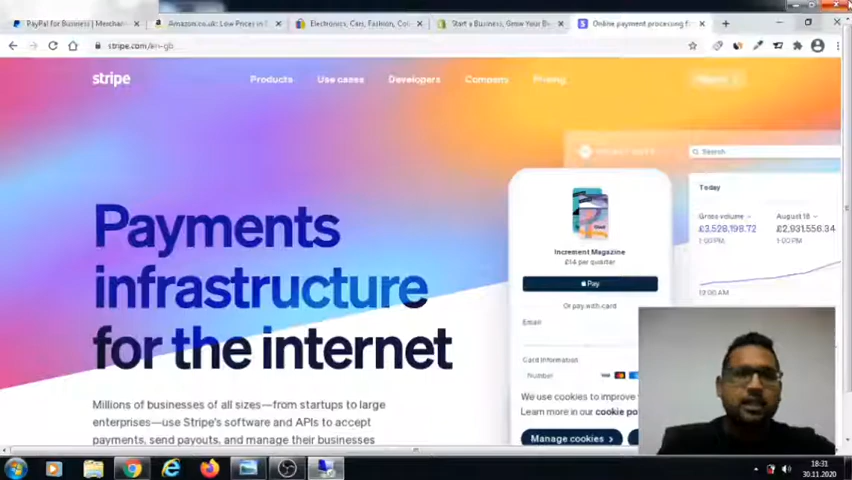 PayPal for Business | Merchan
Amazon.co.uk: Low Prices in
Electronics, Cars, Fashion, Co
Start a Business, Grow Your B
Online payment processing f
stripe.com/en-gb
stripe
Products
Use cases
Developers
Company
Pricing
Search
Payments
infrastructure
for the internet
Today
Gross volume
August 18
£3,528,198.72
£2,931,556.34
1:00 PM
1:00 PM
12:00 AM
Increment Magazine
£14 per quarter
Pay
Or pay with card
Email
Card Information
Number
VISA
Millions of businesses of all sizes—from startups to large
enterprises—use Stripe's software and APIs to accept
payments, send payouts, and manage their businesses
We use cookies to improve
Learn more in our cookie po
Manage cookies
18:31
30.11.2020